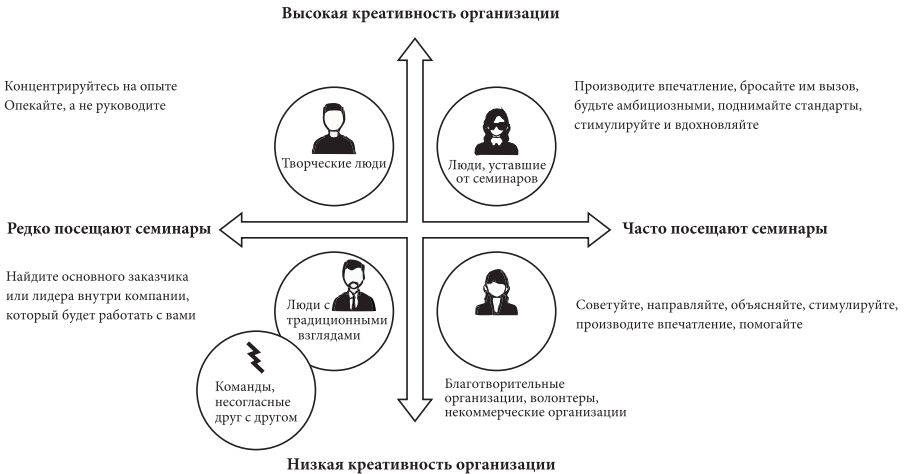 Высокая креативность организации
Концентрируйтесь на опыте
Опекайте, а не руководите
Производите впечатление, бросайте им вызов,
будьте амбициозными, поднимайте стандарты,
стимулируйте и вдохновляйте
Творческие люди
Люди, уставшие
от семинаров
Редко посещают семинары
Часто посещают семинары
Найдите основного заказчика
или лидера внутри компании,
который будет работать с вами
Люди с
традиционными
взглядами
Советуйте, направляйте, объясняйте, стимулируйте,
производите впечатление, помогайте
Команды,
несогласные
друг с другом
Благотворительные
организации, волонтеры,
некоммерческие организации
Низкая креативность организации